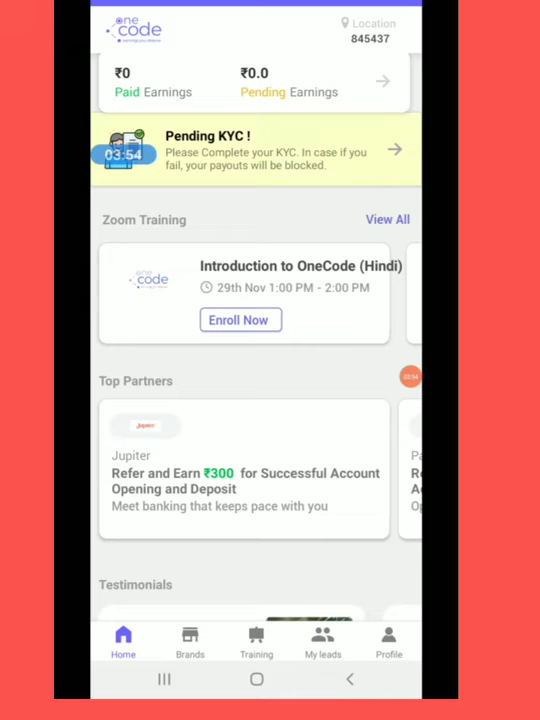 one code
Location
845437
₹0
₹0.0
Paid Earnings
Pending Earnings
Pending KYC !
Please Complete your KYC. In case if you
fail, your payouts will be blocked.
03:54
Zoom Training
View All
one code
Introduction to OneCode (Hindi)
29th Nov 1:00 PM - 2:00 PM
Enroll Now
Top Partners
03:54
Jupiter
Jupiter
Refer and Earn ₹300 for Successful Account
Opening and Deposit
Meet banking that keeps pace with you
Testimonials
Home
Brands
Training
My leads
Profile